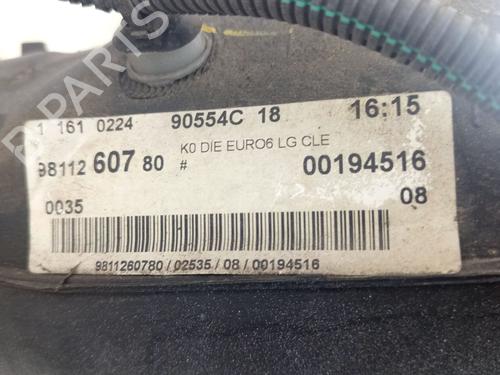 B-PARTS
1 161 0224 90554C 18 16:15
98112 607 80 K0 DIE EURO6 LG CLE 00194516
#
0035 08
9811260780 / 02535 / 08 / 00194516